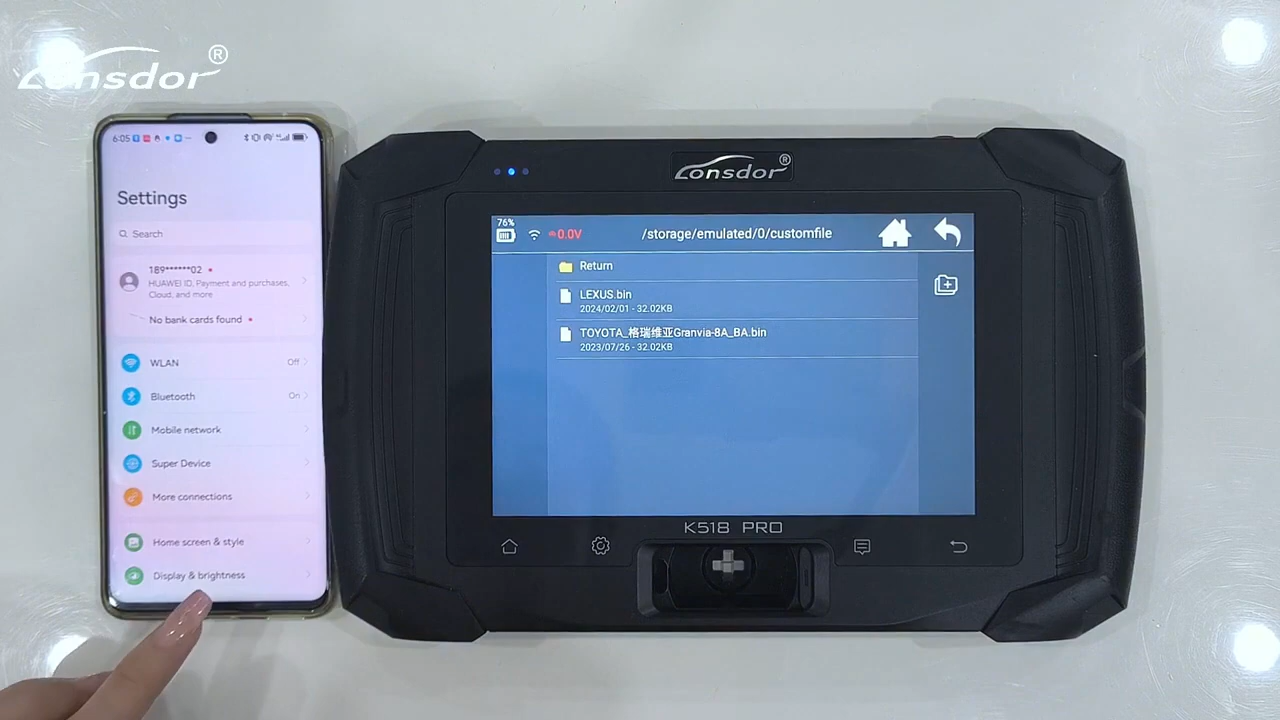 Lonsdor®
6:05
Settings
Search
189******02
HUAWEI ID, Payment and purchases,
Cloud, and more
No bank cards found
WLAN Off
Bluetooth On
Mobile network
Super Device
More connections
Home screen & style
Display & brightness
Lonsdor®
76%
0.0V /storage/emulated/0/customfile
Return
LEXUS.bin
2024/02/01 - 32.02KB
TOYOTA_格瑞维亚Granvia-8A_BA.bin
2023/07/26 - 32.02KB
K518 PRO